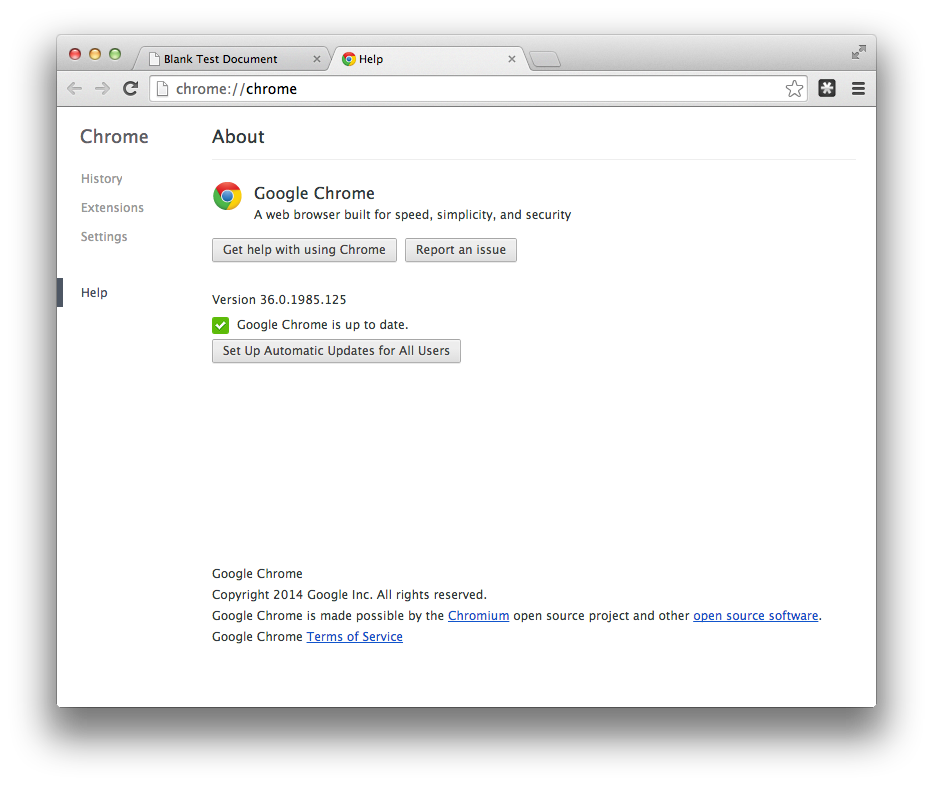 Blank Test Document
Help
chrome://chrome
Chrome
History
Extensions
Settings
Help
About
Google Chrome
A web browser built for speed, simplicity, and security
Get help with using Chrome
Report an issue
Version 36.0.1985.125
Google Chrome is up to date.
Set Up Automatic Updates for All Users
Google Chrome
Copyright 2014 Google Inc. All rights reserved.
Google Chrome is made possible by the Chromium open source project and other open source software.
Google Chrome Terms of Service